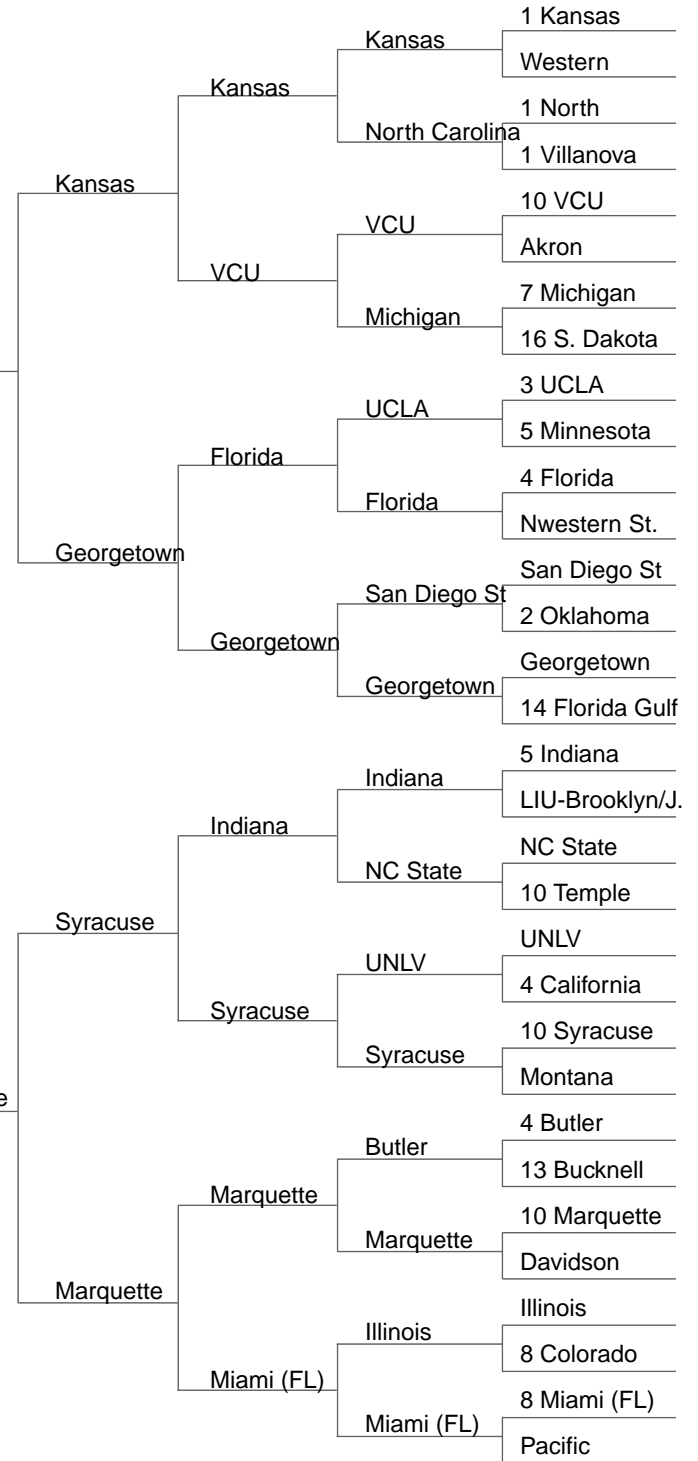 1 Kansas
Kansas
Western
Kansas
1 North
North Carolina
1 Villanova
Kansas
10 VCU
VCU
Akron
VCU
7 Michigan
Michigan
16 S. Dakota
3 UCLA
UCLA
5 Minnesota
Florida
4 Florida
Florida
Nwestern St.
Georgetown
San Diego St
San Diego St
2 Oklahoma
Georgetown
Georgetown
Georgetown
14 Florida Gulf
5 Indiana
Indiana
LIU-Brooklyn/J.
Indiana
NC State
NC State
10 Temple
Syracuse
UNLV
UNLV
4 California
Syracuse
10 Syracuse
Syracuse
Montana
e
4 Butler
Butler
13 Bucknell
Marquette
10 Marquette
Marquette
Davidson
Marquette
Illinois
Illinois
8 Colorado
Miami (FL)
8 Miami (FL)
Miami (FL)
Pacific